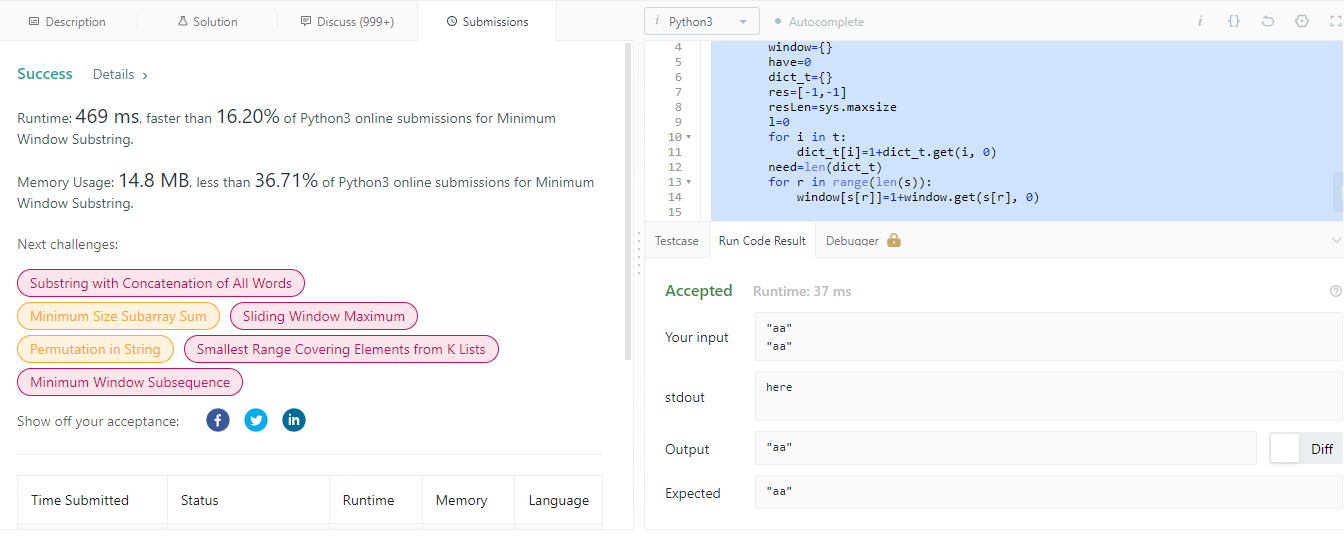 Description
Solution
Discuss (999+)
Submissions
Success
Details ›
Runtime: 469 ms, faster than 16.20% of Python3 online submissions for Minimum
Window Substring.
Memory Usage: 14.8 MB, less than 36.71% of Python3 online submissions for Minimum
Window Substring.
Next challenges:
Substring with Concatenation of All Words
Minimum Size Subarray Sum
Sliding Window Maximum
Permutation in String
Smallest Range Covering Elements from K Lists
Minimum Window Subsequence
Show off your acceptance:
Time Submitted
Status
Runtime
Memory
Language
i Python3
Autocomplete
i {}
4 window={}
5 have=0
6 dict_t={}
7 res=[-1,-1]
8 resLen=sys.maxsize
9 l=0
10 for i in t:
11 dict_t[i]=1+dict_t.get(i, 0)
12 need=len(dict_t)
13 for r in range(len(s)):
14 window[s[r]]=1+window.get(s[r], 0)
15
Testcase
Run Code Result
Debugger
Accepted
Runtime: 37 ms
Your input
"aa"
"aa"
stdout
here
Output
"aa"
Diff
Expected
"aa"